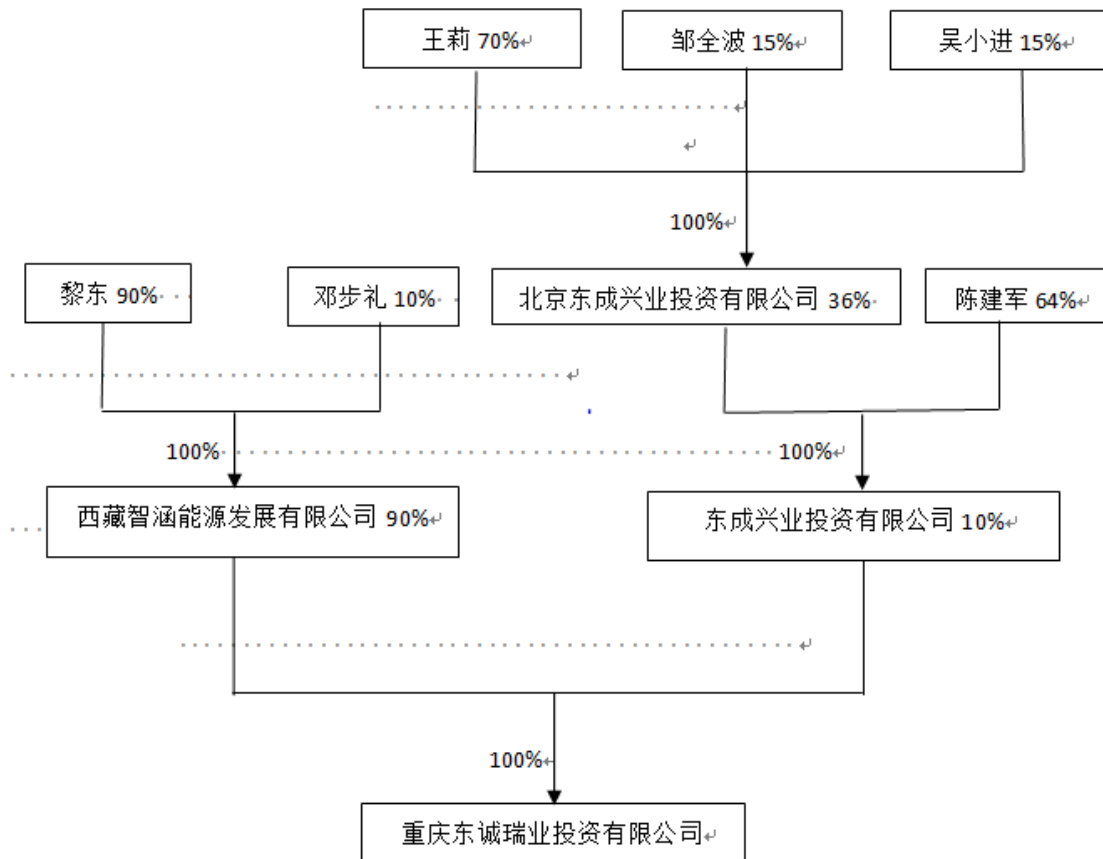 王莉 70%
邹全波 15%
吴小进 15%
100%
黎东 90%
邓步礼 10%
北京东成兴业投资有限公司 36%
陈建军 64%
100%
100%
西藏智涵能源发展有限公司 90%
东成兴业投资有限公司 10%
100%
重庆东诚瑞业投资有限公司